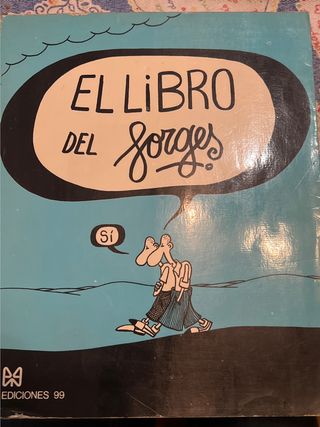 EL LiBRO
DEL forges.
Sí
EDICIONES 99